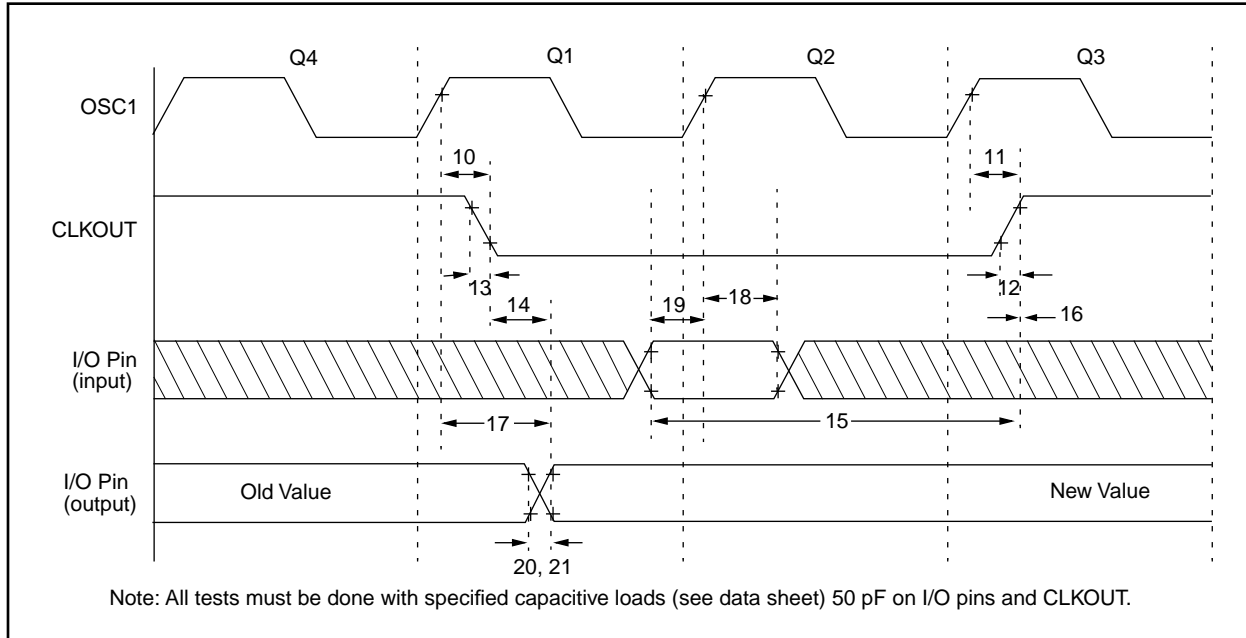 Q4 Q1 Q2 Q3
OSC1
10 11
CLKOUT
13 12
14 19 18 16
I/O Pin
(input)
17 15
I/O Pin
(output)
Old Value New Value
20, 21
Note: All tests must be done with specified capacitive loads (see data sheet) 50 pF on I/O pins and CLKOUT.